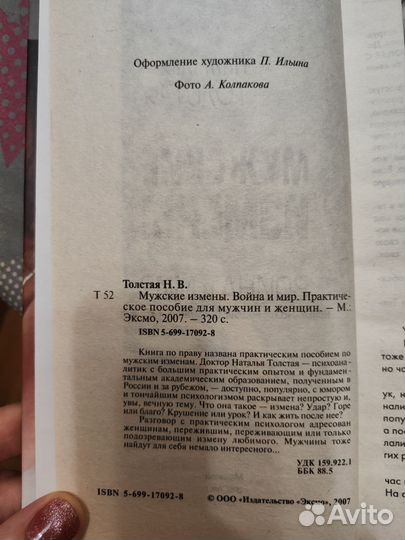 Оформление художника П. Ильина
Фото А. Колпакова
Толстая Н. В.
Т 52 Мужские измены. Война и мир. Практиче-
ское пособие для мужчин и женщин. — М.:
Эксмо, 2007. — 320 с.
ISBN 5-699-17092-8
Книга по праву названа практическим пособием по
мужским изменам. Доктор Наталья Толстая — психоана-
литик с большим практическим опытом и фундамен-
тальным академическим образованием, полученным в
России и за рубежом, — доступно, популярно, с юмором
и тончайшим психологизмом раскрывает непростую и,
увы, вечную тему. Что она такое — измена? Удар? Горе
или благо? Крушение или урок? И как жить после нее?
Разговор с практическим психологом адресован
женщинам, пережившим, переживающим или только
подозревающим измену любимого. Мужчины тоже
найдут для себя немало интересного...
УДК 159.922.1
ББК 88.5
ISBN 5-699-17092-8
© ООО «Издательство «Эксмо», 2007
Avito